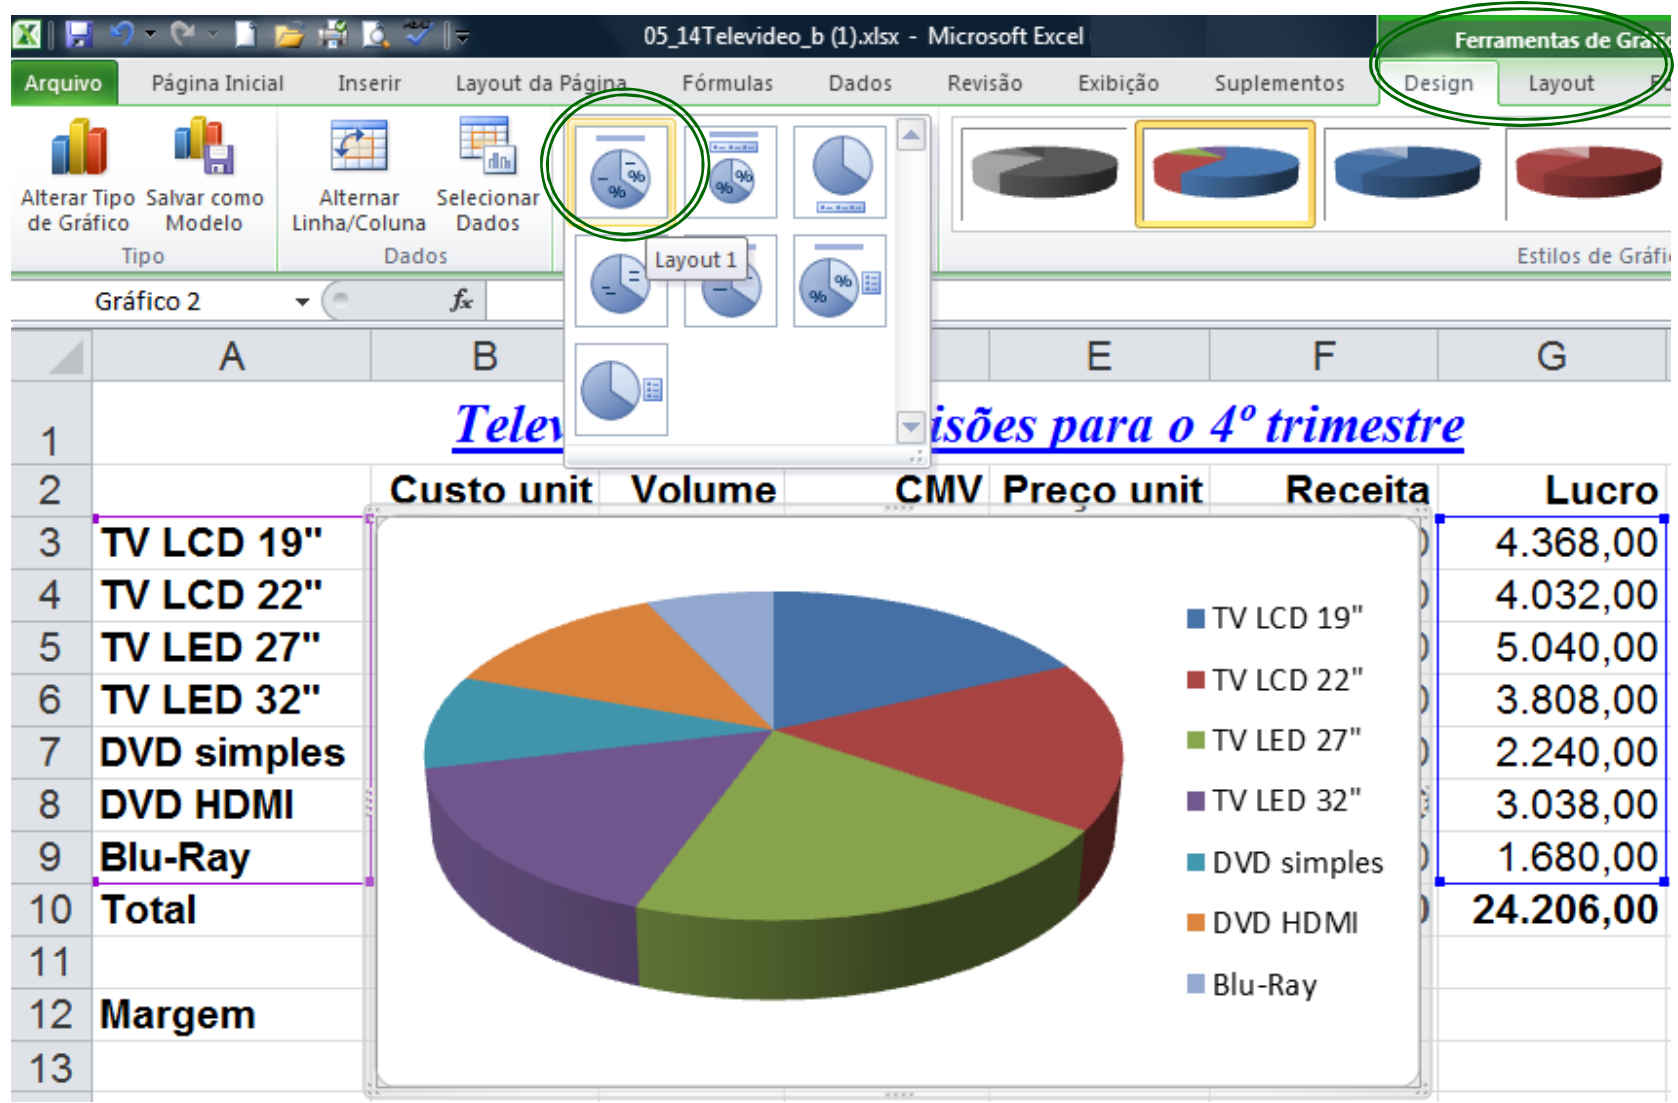 05_14Televideo_b (1).xlsx - Microsoft Excel
Ferramentas de Gráfic
Arquivo Página Inicial Inserir Layout da Página Fórmulas Dados Revisão Exibição Suplementos Design Layout
Alterar Tipo de Gráfico
Salvar como Modelo
Tipo
Alternar Linha/Coluna
Selecionar Dados
Dados
Layout 1
Estilos de Gráfi
Gráfico 2 fx
A B E F G
1 Telev isões para o 4º trimestre
2 Custo unit Volume CMV Preço unit Receita Lucro
3 TV LCD 19" 4.368,00
4 TV LCD 22" 4.032,00
5 TV LED 27" 5.040,00
6 TV LED 32" 3.808,00
7 DVD simples 2.240,00
8 DVD HDMI 3.038,00
9 Blu-Ray 1.680,00
10 Total 24.206,00
11
12 Margem
13
TV LCD 19"
TV LCD 22"
TV LED 27"
TV LED 32"
DVD simples
DVD HDMI
Blu-Ray